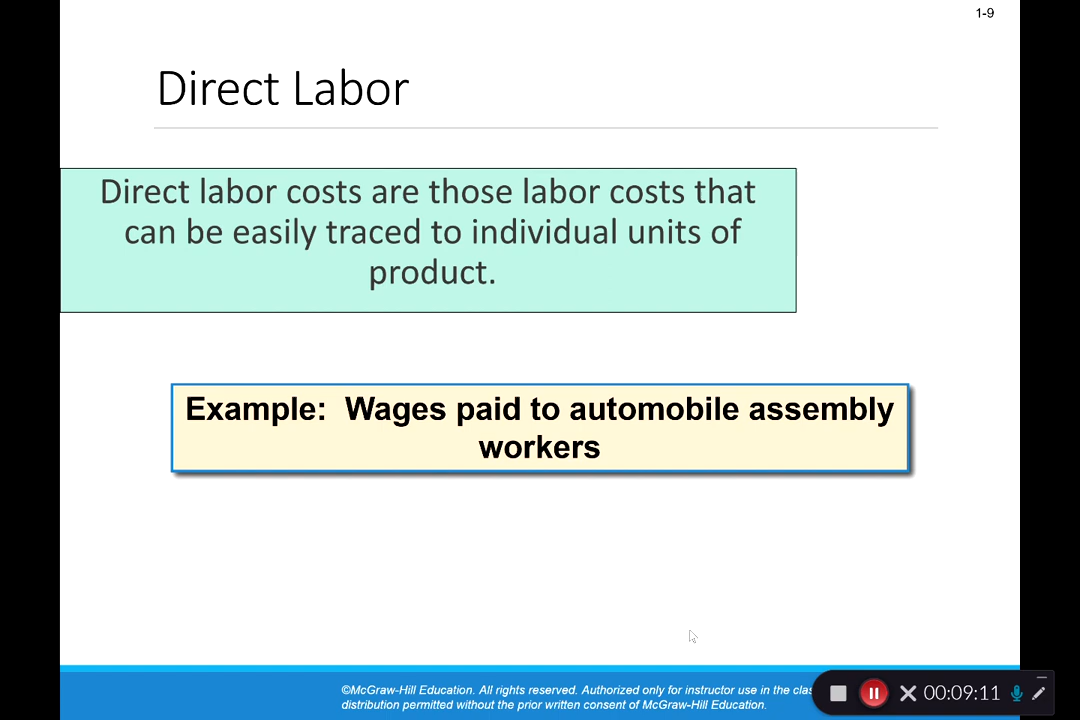 1-9
Direct Labor
Direct labor costs are those labor costs that
can be easily traced to individual units of
product.
Example: Wages paid to automobile assembly
workers
©McGraw-Hill Education. All rights reserved. Authorized only for instructor use in the
distribution permitted without the prior written consent of McGraw-Hill Education.
00:09:11